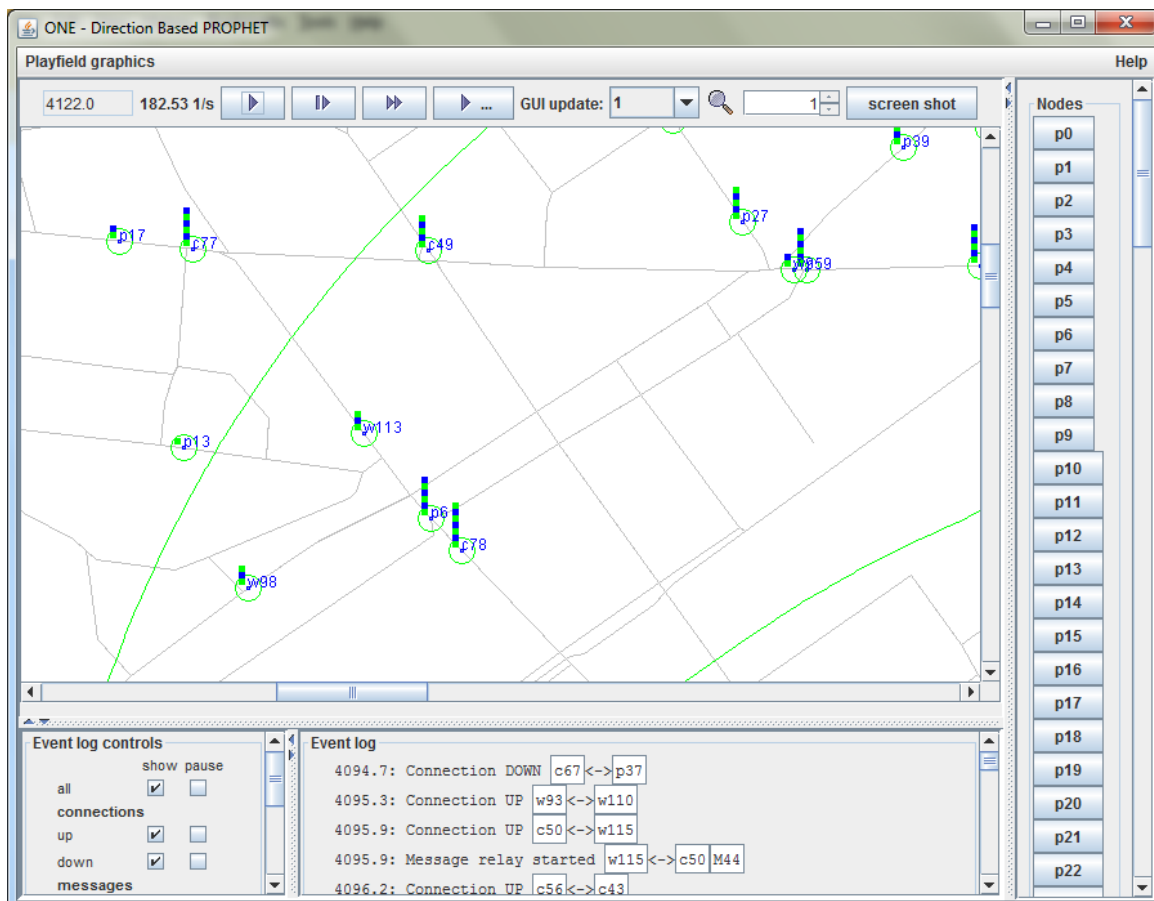 ONE - Direction Based PROPHET
Playfield graphics Help
4122.0 182.53 1/s ... GUI update: 1 1 screen shot
Nodes
p0
p1
p2
p3
p4
p5
p6
p7
p8
p9
p10
p11
p12
p13
p14
p15
p16
p17
p18
p19
p20
p21
p22
p39
p27
p17
c77
c49
w113
p13
p6
c78
w98
Event log controls
show pause
all
connections
up
down
messages
Event log
4094.7: Connection DOWN c67<->p37
4095.3: Connection UP w93<->w110
4095.9: Connection UP c50<->w115
4095.9: Message relay started w115<->c50 M44
4096.2: Connection UP c56<->c43